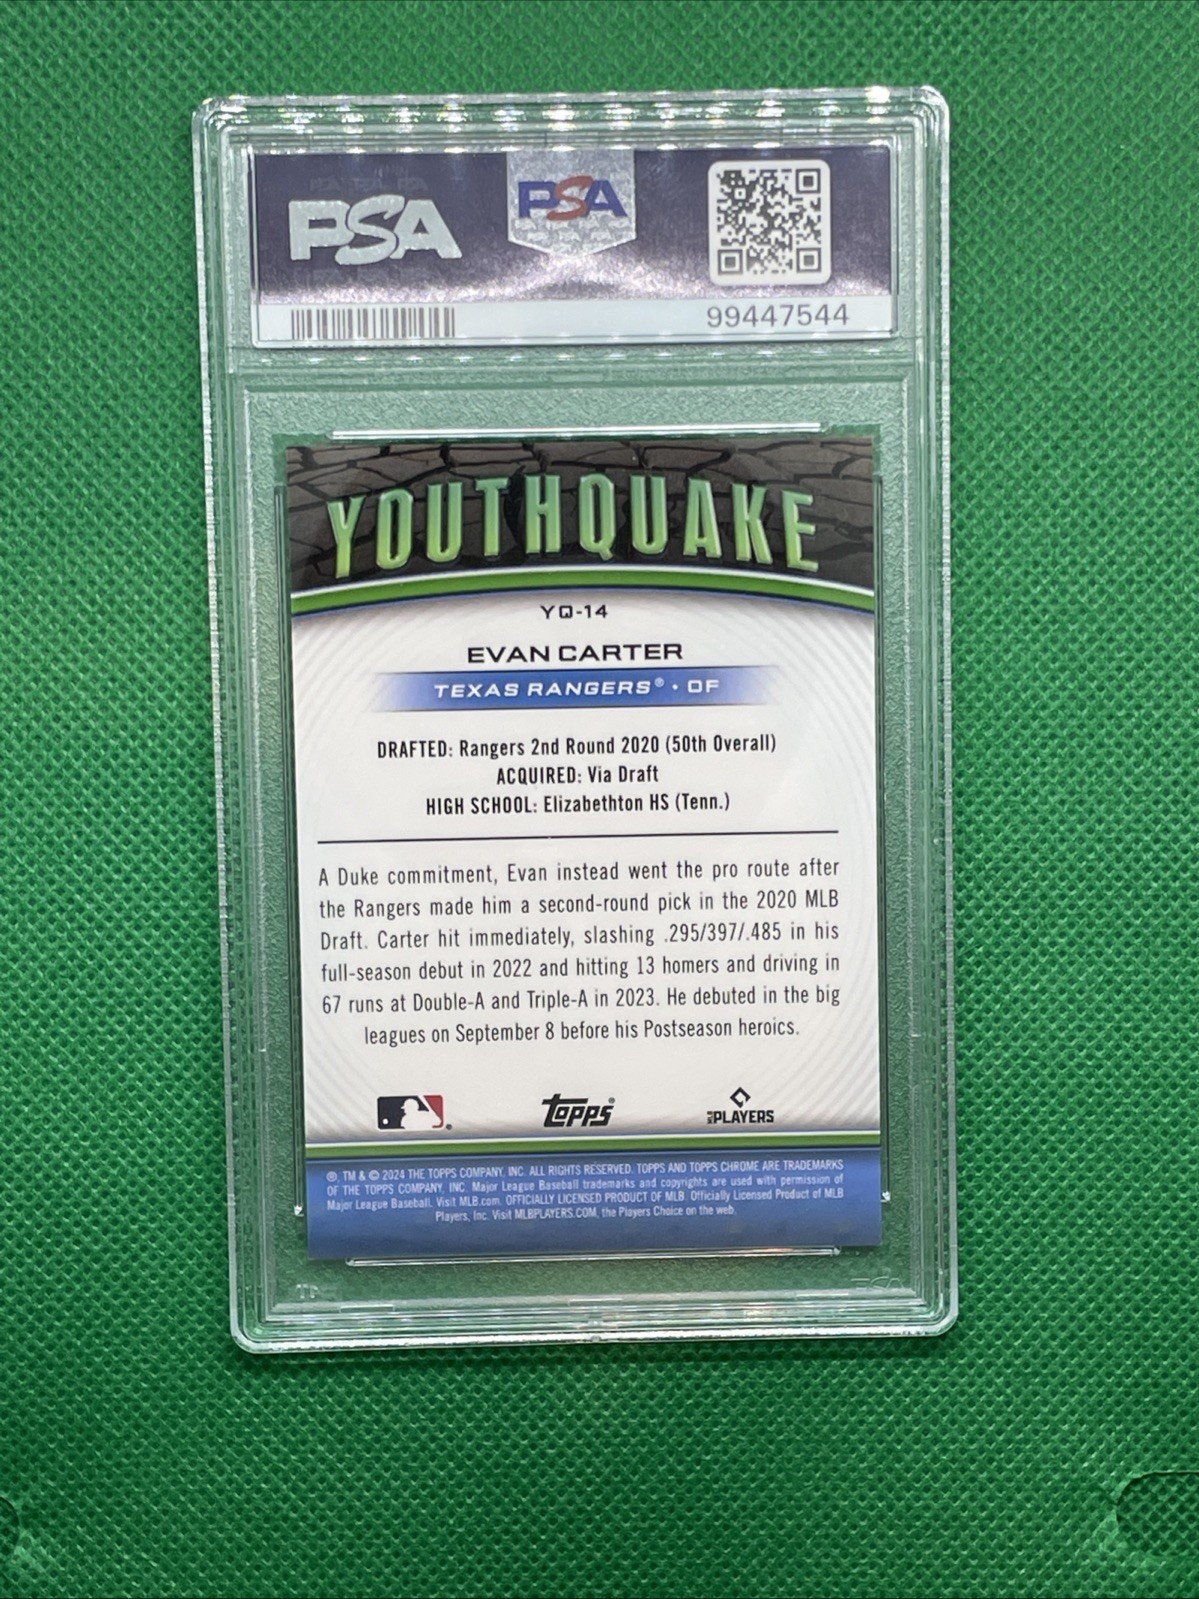 PSA
PSA
99447544
YOUTHQUAKE
YQ-14
EVAN CARTER
TEXAS RANGERS® • OF
DRAFTED: Rangers 2nd Round 2020 (50th Overall)
ACQUIRED: Via Draft
HIGH SCHOOL: Elizabethton HS (Tenn.)
A Duke commitment, Evan instead went the pro route after
the Rangers made him a second-round pick in the 2020 MLB
Draft. Carter hit immediately, slashing .295/397/.485 in his
full-season debut in 2022 and hitting 13 homers and driving in
67 runs at Double-A and Triple-A in 2023. He debuted in the big
leagues on September 8 before his Postseason heroics.
Topps®
PLAYERS
®, TM & © 2024 THE TOPPS COMPANY, INC. ALL RIGHTS RESERVED. TOPPS AND TOPPS CHROME ARE TRADEMARKS
OF THE TOPPS COMPANY, INC. Major League Baseball trademarks and copyrights are used with permission of
Major League Baseball. Visit MLB.com. OFFICIALLY LICENSED PRODUCT OF MLB Officially Licensed Product of MLB
Players, Inc. Visit MLBPLAYERS.COM, the Players Choice on the web.